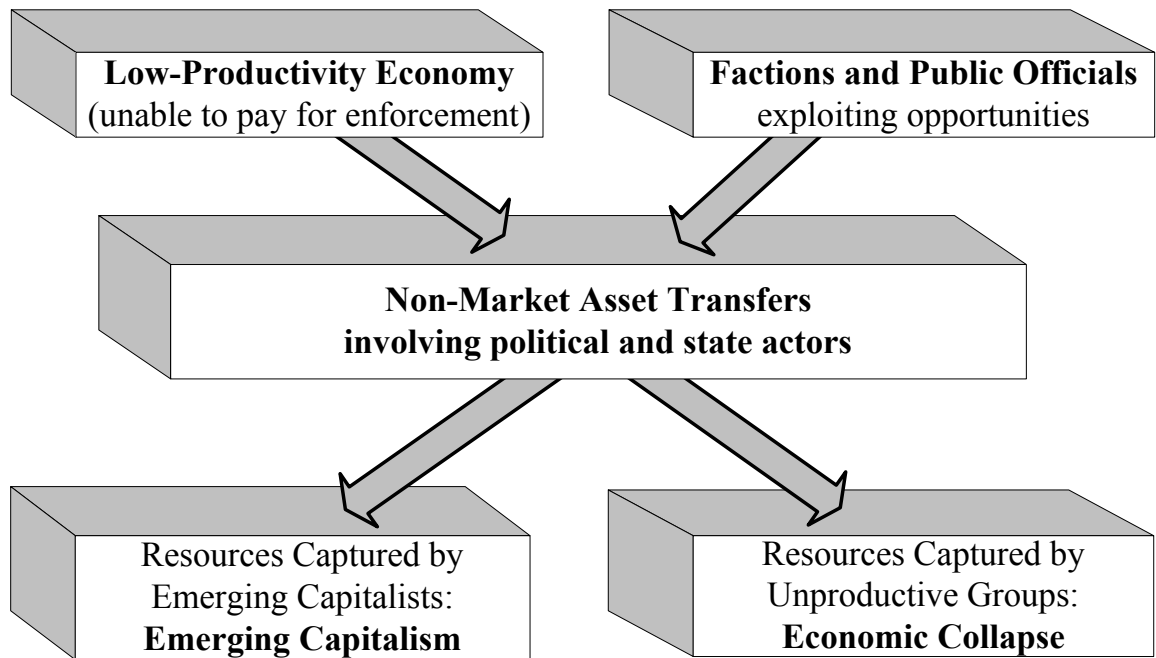 Low-Productivity Economy
(unable to pay for enforcement)
Factions and Public Officials
exploiting opportunities
Non-Market Asset Transfers
involving political and state actors
Resources Captured by
Emerging Capitalists:
Emerging Capitalism
Resources Captured by
Unproductive Groups:
Economic Collapse